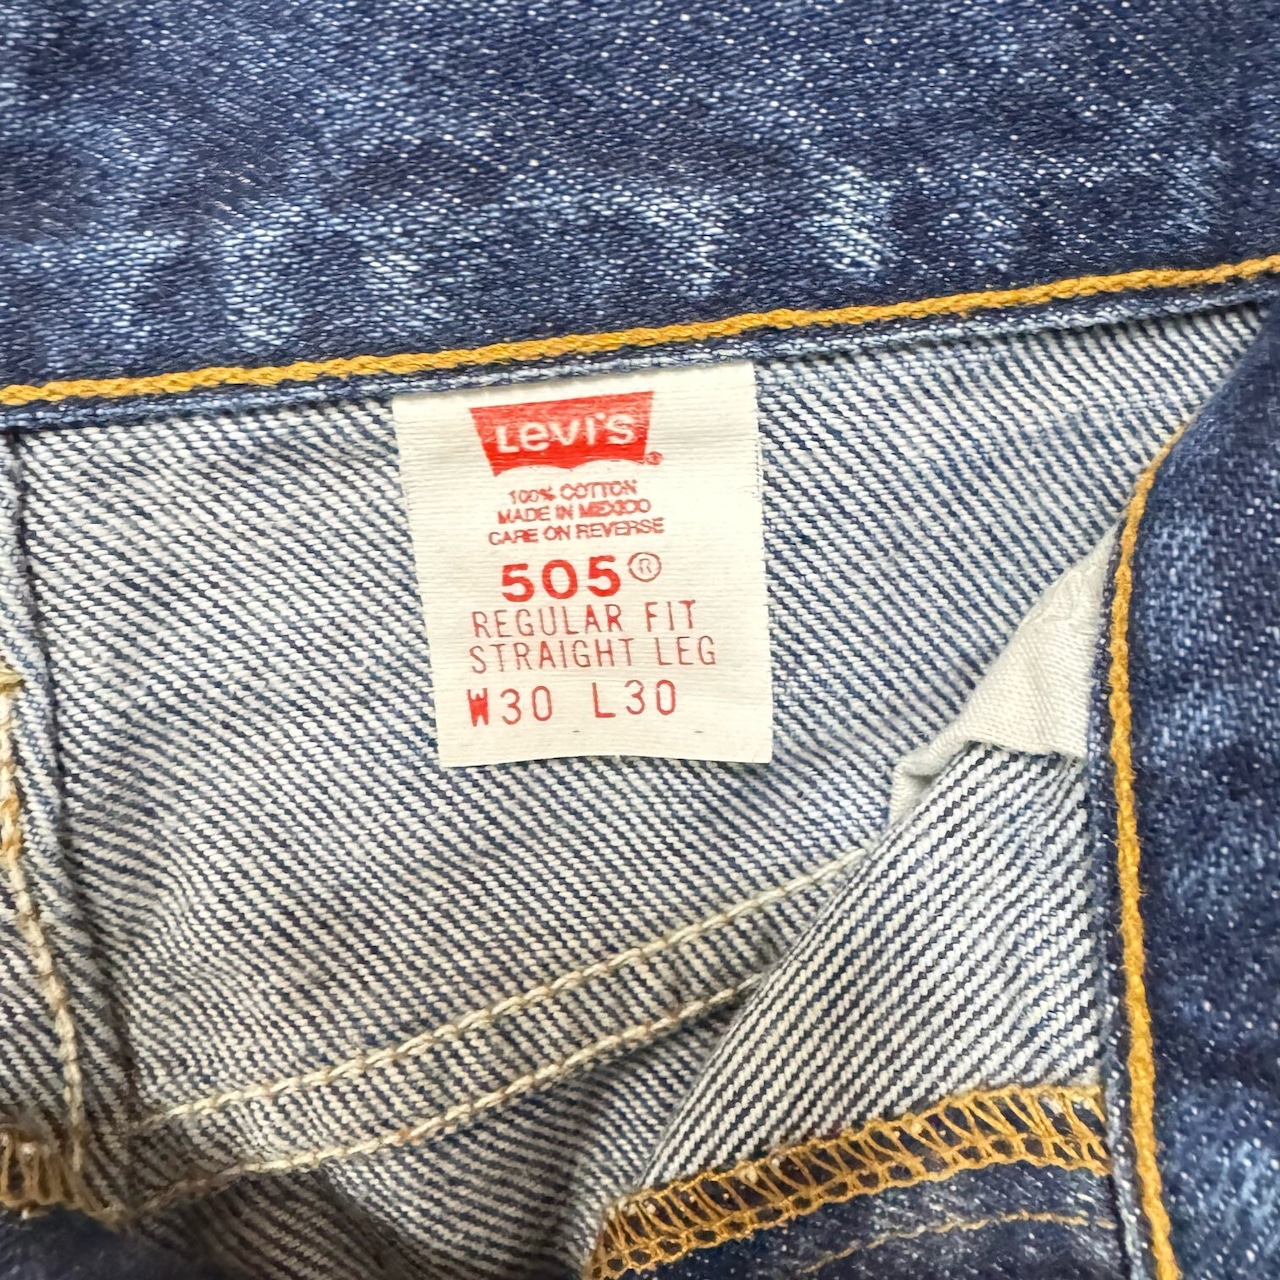 Levi's®
100% COTTON
MADE IN MEXICO
CARE ON REVERSE
505®
REGULAR FIT
STRAIGHT LEG
W30 L30